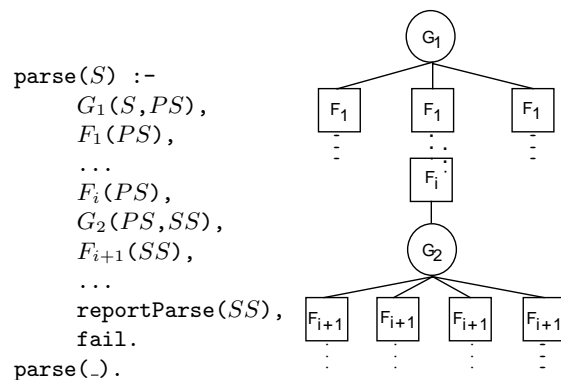 parse(S) :-
G₁(S,PS),
F₁(PS),
...
Fᵢ(PS),
G₂(PS,SS),
Fᵢ₊₁(SS),
...
reportParse(SS),
fail.
parse(_).
G₁
F₁ F₁ F₁
Fᵢ
G₂
Fᵢ₊₁ Fᵢ₊₁ Fᵢ₊₁ Fᵢ₊₁